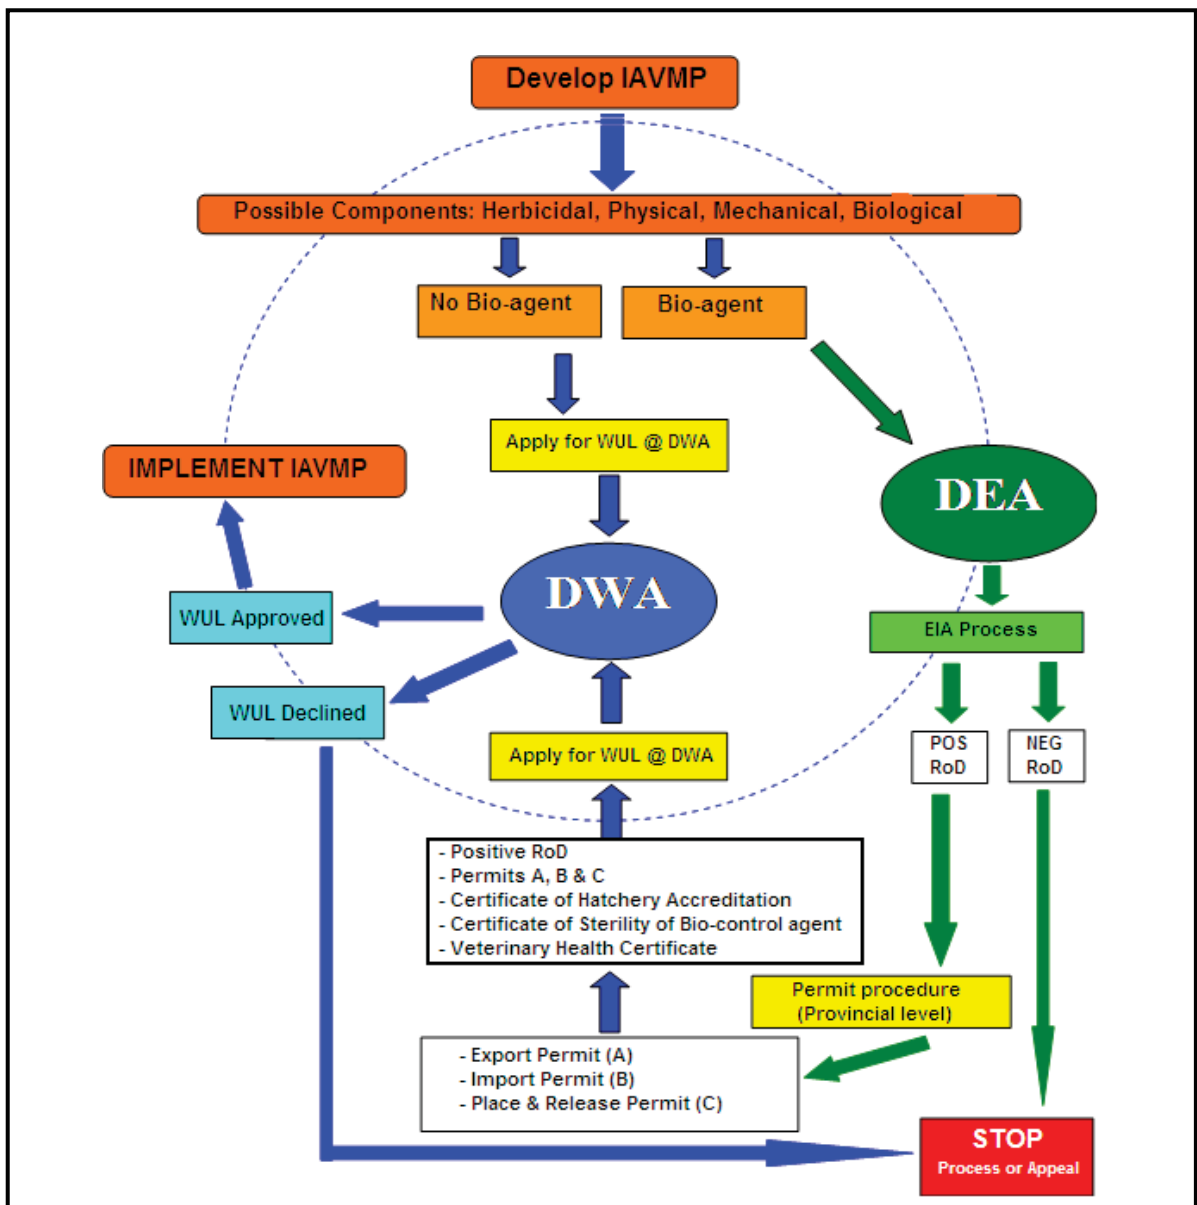 Develop IAVMP
Possible Components: Herbicidal, Physical, Mechanical, Biological
No Bio-agent
Bio-agent
Apply for WUL @ DWA
IMPLEMENT IAVMP
DEA
DWA
WUL Approved
EIA Process
WUL Declined
POS
RoD
NEG
RoD
Apply for WUL @ DWA
- Positive RoD
- Permits A, B & C
- Certificate of Hatchery Accreditation
- Certificate of Sterility of Bio-control agent
- Veterinary Health Certificate
Permit procedure
(Provincial level)
- Export Permit (A)
- Import Permit (B)
- Place & Release Permit (C)
STOP
Process or Appeal